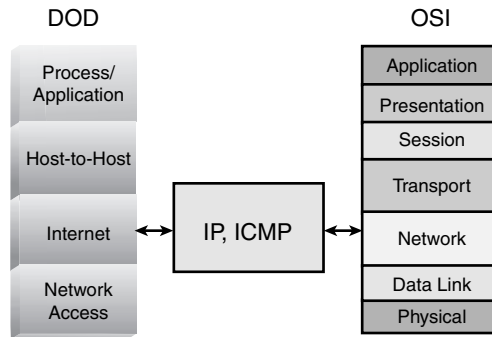 DOD
OSI
Process/
Application
Host-to-Host
Internet
Network
Access
IP, ICMP
Application
Presentation
Session
Transport
Network
Data Link
Physical